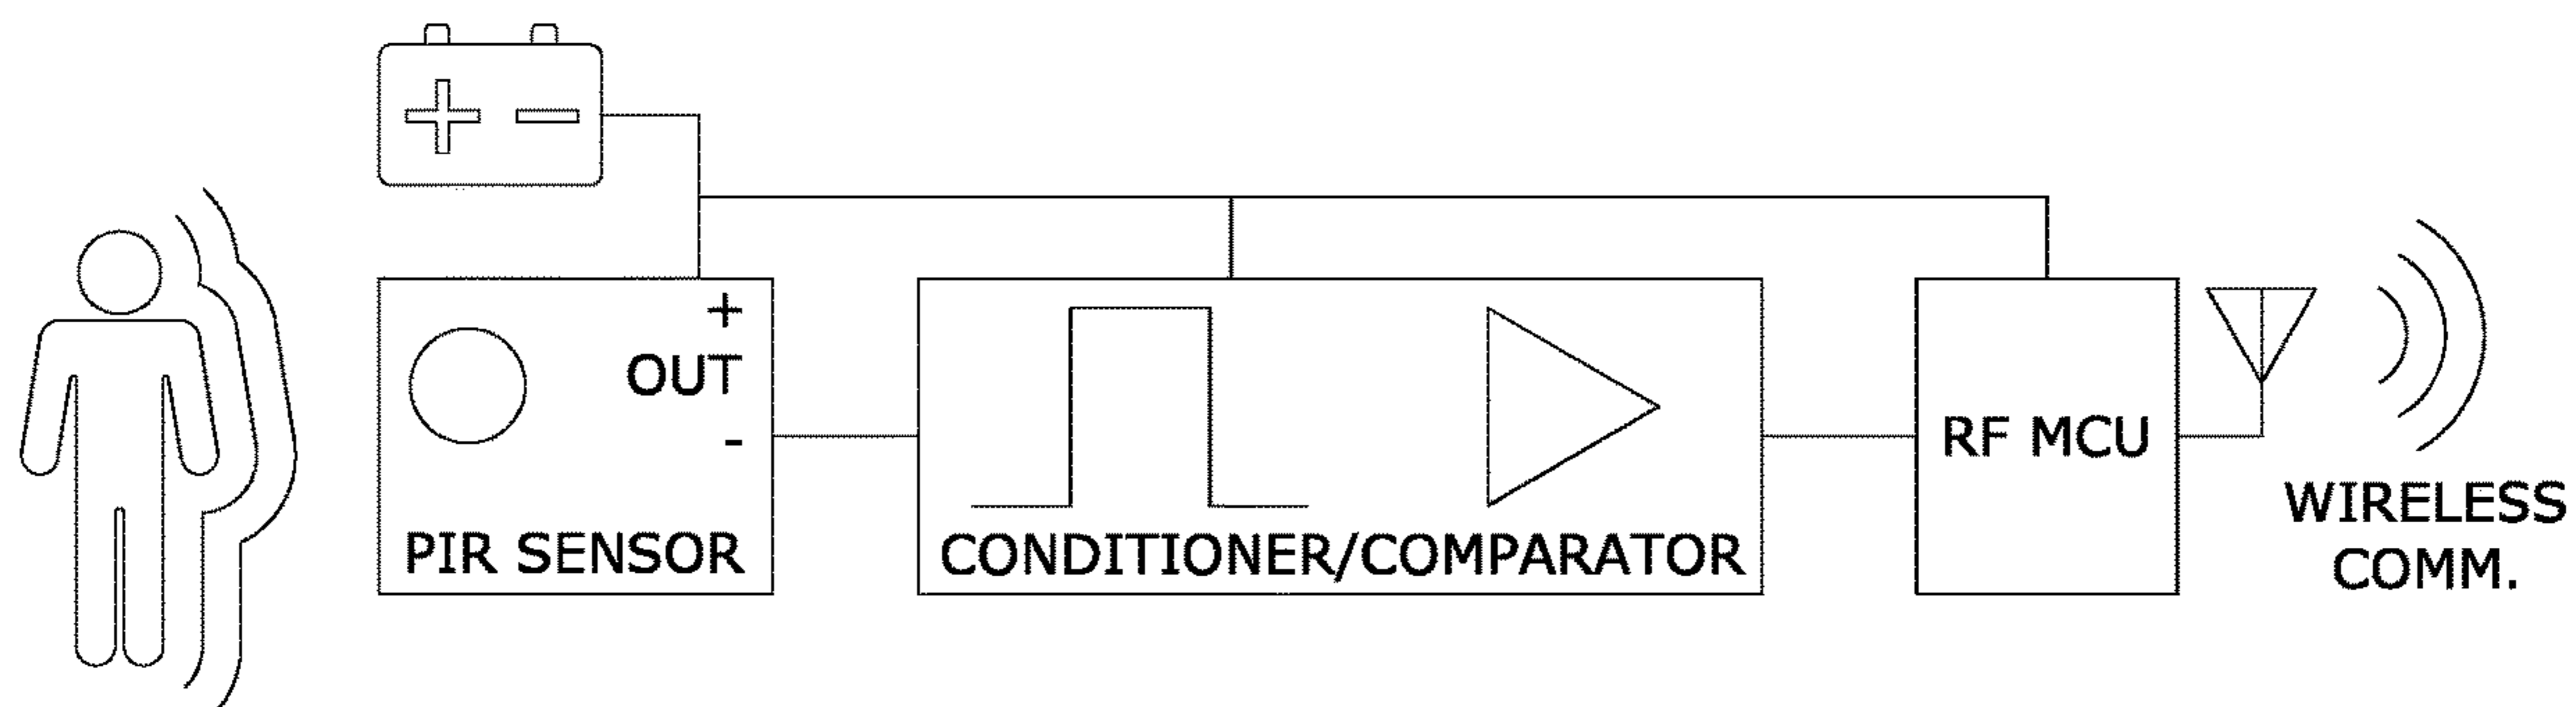 +
OUT
-
PIR SENSOR
CONDITIONER/COMPARATOR
RF MCU
WIRELESS
COMM.